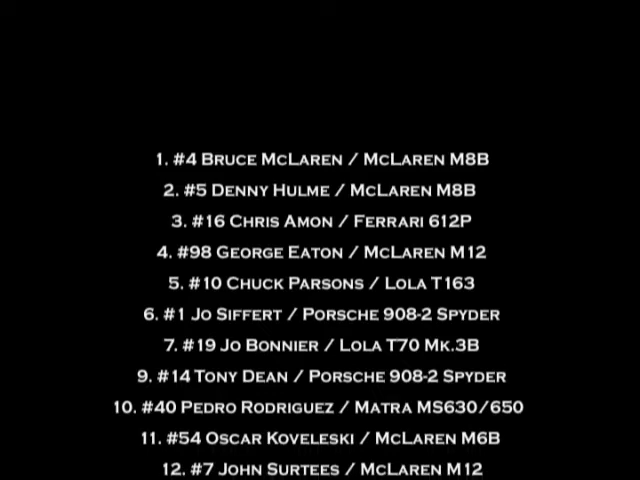 1. #4 Bruce McLaren / McLaren M8B
2. #5 Denny Hulme / McLaren M8B
3. #16 Chris Amon / Ferrari 612P
4. #98 George Eaton / McLaren M12
5. #10 Chuck Parsons / Lola T163
6. #1 Jo Siffert / Porsche 908-2 Spyder
7. #19 Jo Bonnier / Lola T70 Mk.3B
9. #14 Tony Dean / Porsche 908-2 Spyder
10. #40 Pedro Rodriguez / Matra MS630/650
11. #54 Oscar Koveleski / McLaren M6B
12. #7 John Surtees / McLaren M12